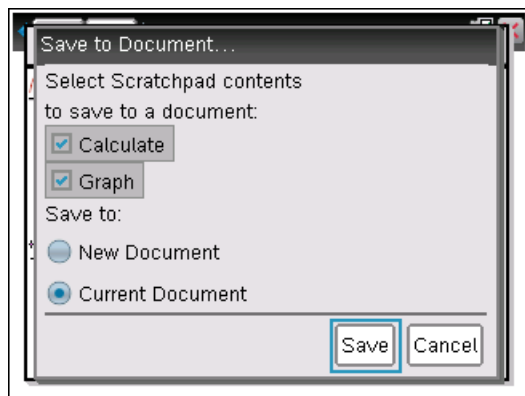 Save to Document...
Select Scratchpad contents
to save to a document:
Calculate
Graph
Save to:
New Document
Current Document
Save Cancel